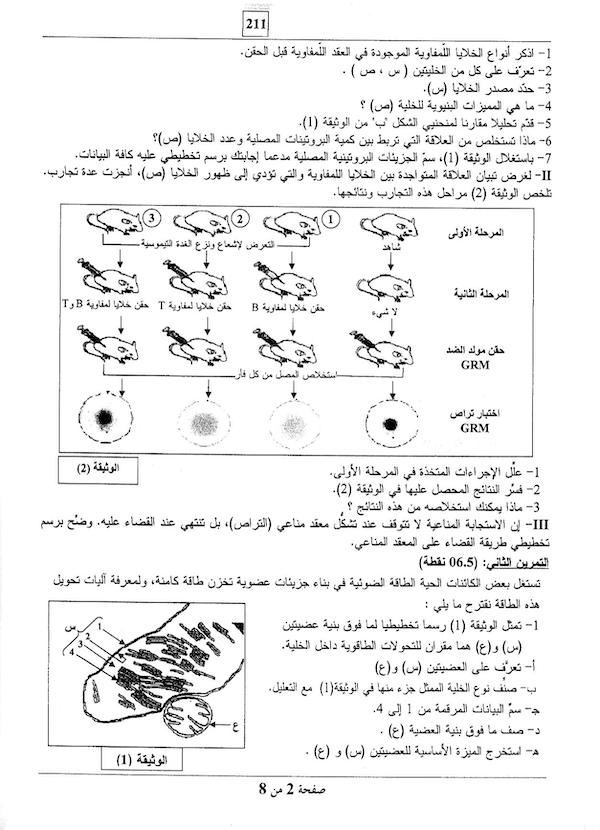 211
1- اذكر أنواع الخلايا اللمفاوية الموجودة في العقد اللّمفاوية قبل الحقن.
2- تعرّف على كل من الخليتين ( س ، ص ) .
3- حدّد مصدر الخلايا (س).
4- ما هي المميزات البنيوية للخلية (ص) ؟
5- قدّم تحليلا مقارنا لمنحنيي الشكل 'ب' من الوثيقة (1).
6- ماذا تستخلص من العلاقة التي تربط بين كمية البروتينات المصلية وعدد الخلايا (ص)؟
7- باستغلال الوثيقة (1)، سمّ الجزيئات البروتينية المصلية مدعما إجابتك برسم تخطيطي عليه كافة البيانات.
II- لغرض تبيان العلاقة المتواجدة بين الخلايا اللمفاوية والتي تؤدي إلى ظهور الخلايا (ص)، أنجزت عدة تجارب.
تلخص الوثيقة (2) مراحل هذه التجارب ونتائجها.
المرحلة الأولى
شاهد
1
2
3
التعرض لإشعاع ونزع الغدة التيموسية
المرحلة الثانية
لا شيء
حقن خلايا لمفاوية B
حقن خلايا لمفاوية T
حقن خلايا لمفاوية B و T
حقن مولد الضد
GRM
استخلاص المصل من كل فأر
اختبار تراص
GRM
الوثيقة (2)
1- علّل الإجراءات المتخذة في المرحلة الأولى.
2- فسّر النتائج المحصل عليها في الوثيقة (2).
3- ماذا يمكنك استخلاصه من هذه النتائج ؟
III- إن الاستجابة المناعية لا تتوقف عند تشكّل معقد مناعي (التراص)، بل تنتهي عند القضاء عليه. وضّح برسم
تخطيطي طريقة القضاء على المعقد المناعي.
التمرين الثاني: (06.5 نقطة)
تستغل بعض الكائنات الحية الطاقة الضوئية في بناء جزيئات عضوية تخزن طاقة كامنة، ولمعرفة آليات تحويل
هذه الطاقة نقترح ما يلي :
1- تمثل الوثيقة (1) رسما تخطيطيا لما فوق بنية عضيتين
(س) و(ع) هما مقران للتحولات الطاقوية داخل الخلية.
أ- تعرّف على العضيتين (س) و(ع)
ب- صنّف نوع الخلية الممثل جزء منها في الوثيقة(1) مع التعليل.
جـ- سمّ البيانات المرقمة من 1 إلى 4.
د- صف ما فوق بنية العضية (ع) .
هـ- استخرج الميزة الأساسية للعضيتين (س) و (ع) .
س
1
2
3
4
ع
الوثيقة (1)
صفحة 2 من 8